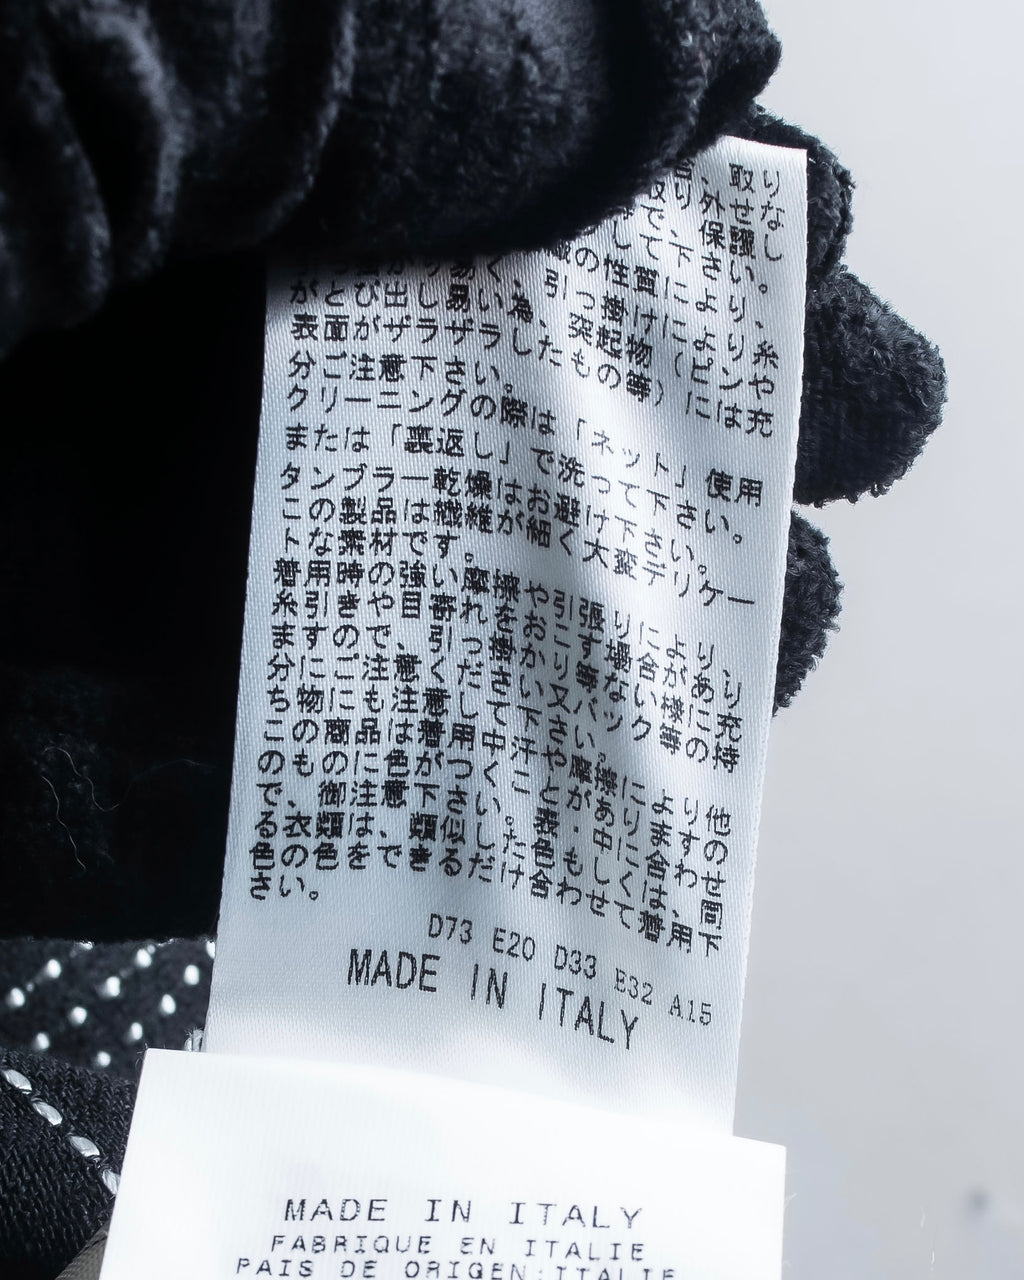 、取り
り外せな
で、保護し
して下さい。
の性質により、
易く、引っ掛けにより糸
がとび出し易い為、突起物（ピンや
表面がザラザラしたもの等）には充
分ご注意下さい。
クリーニングの際は「ネット」使用
または「裏返し」で洗って下さい。
タンブラー乾燥はお避け下さい。
この製品は繊維が細く大変デリケー
トな素材です。
着用時の強い摩擦や引張りにより、
糸引きや目寄れをおこす場合があり
ますので、引っ掛かり等ない様に充
分にご注意ください又バック等の持
ち物にも注意して下さい。
この商品は着用中汗や摩擦により他
のものに色がつくことがありますの
で、御注意下さい。表・中に合わせ
る衣類は、類似した色もしくは、同
色の色をできるだけ合わせて着用下
さい。
D73 E20 D33 B32 A15
MADE IN ITALY
MADE IN ITALY
FABRIQUE EN ITALIE
PAIS DE ORIGEN:ITALIE